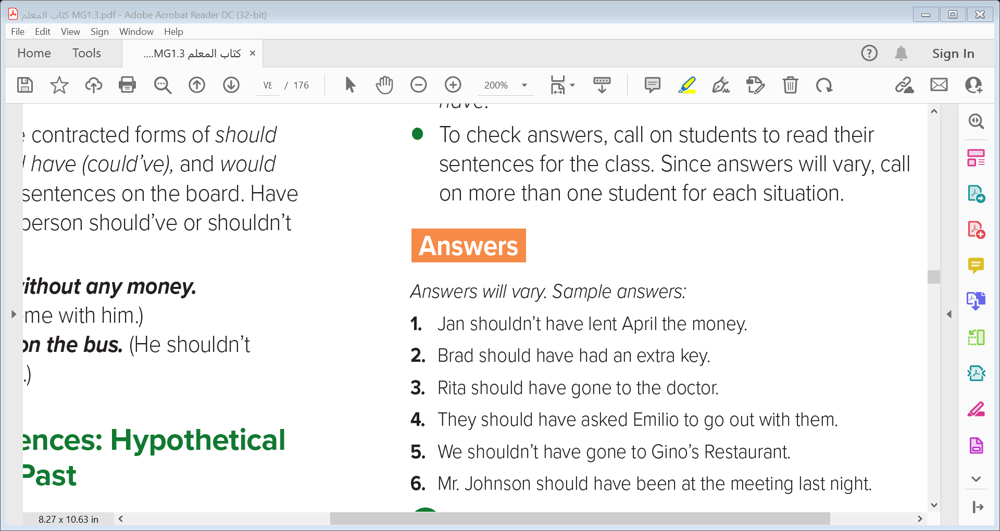 كتاب المعلم MG1.3.pdf - Adobe Acrobat Reader DC (32-bit)
File Edit View Sign Window Help
Home Tools
كتاب المعلم MG1.3....
Sign In
٧٤ / 176
200%
contracted forms of should
have (could’ve), and would
sentences on the board. Have
person should’ve or shouldn’t
without any money.
me with him.)
on the bus. (He shouldn’t
.)
ences: Hypothetical
Past
have.
To check answers, call on students to read their
sentences for the class. Since answers will vary, call
on more than one student for each situation.
Answers
Answers will vary. Sample answers:
1. Jan shouldn’t have lent April the money.
2. Brad should have had an extra key.
3. Rita should have gone to the doctor.
4. They should have asked Emilio to go out with them.
5. We shouldn’t have gone to Gino’s Restaurant.
6. Mr. Johnson should have been at the meeting last night.
8.27 x 10.63 in